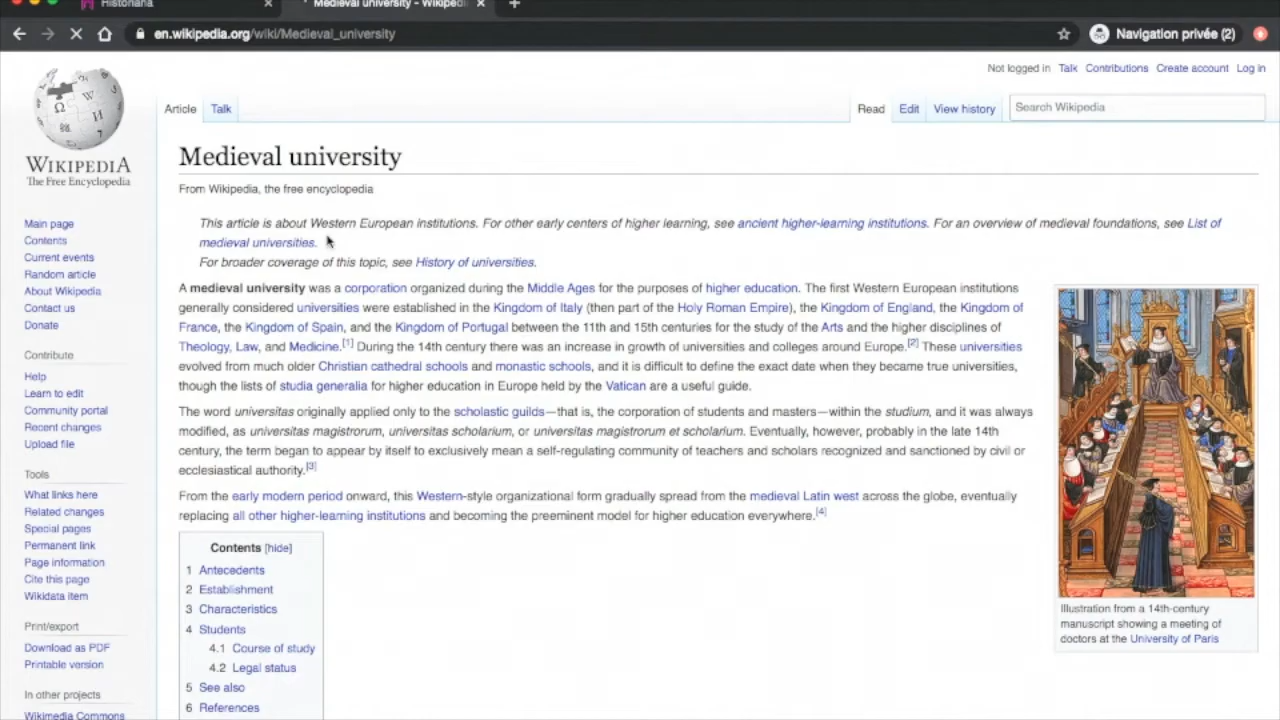 Historiana
Medieval university - Wikipedi
en.wikipedia.org/wiki/Medieval_university
Navigation privée (2)
Not logged in Talk Contributions Create account Log in
Article Talk
Read Edit View history
Search Wikipedia
WIKIPEDIA
The Free Encyclopedia
Main page
Contents
Current events
Random article
About Wikipedia
Contact us
Donate
Contribute
Help
Learn to edit
Community portal
Recent changes
Upload file
Tools
What links here
Related changes
Special pages
Permanent link
Page information
Cite this page
Wikidata item
Print/export
Download as PDF
Printable version
In other projects
Wikimedia Commons
Medieval university
From Wikipedia, the free encyclopedia
This article is about Western European institutions. For other early centers of higher learning, see ancient higher-learning institutions. For an overview of medieval foundations, see List of
medieval universities.
For broader coverage of this topic, see History of universities.
A medieval university was a corporation organized during the Middle Ages for the purposes of higher education. The first Western European institutions
generally considered universities were established in the Kingdom of Italy (then part of the Holy Roman Empire), the Kingdom of England, the Kingdom of
France, the Kingdom of Spain, and the Kingdom of Portugal between the 11th and 15th centuries for the study of the Arts and the higher disciplines of
Theology, Law, and Medicine.[1] During the 14th century there was an increase in growth of universities and colleges around Europe.[2] These universities
evolved from much older Christian cathedral schools and monastic schools, and it is difficult to define the exact date when they became true universities,
though the lists of studia generalia for higher education in Europe held by the Vatican are a useful guide.
The word universitas originally applied only to the scholastic guilds—that is, the corporation of students and masters—within the studium, and it was always
modified, as universitas magistrorum, universitas scholarium, or universitas magistrorum et scholarium. Eventually, however, probably in the late 14th
century, the term began to appear by itself to exclusively mean a self-regulating community of teachers and scholars recognized and sanctioned by civil or
ecclesiastical authority.[3]
From the early modern period onward, this Western-style organizational form gradually spread from the medieval Latin west across the globe, eventually
replacing all other higher-learning institutions and becoming the preeminent model for higher education everywhere.[4]
Contents [hide]
1 Antecedents
2 Establishment
3 Characteristics
4 Students
4.1 Course of study
4.2 Legal status
5 See also
6 References
Illustration from a 14th-century
manuscript showing a meeting of
doctors at the University of Paris